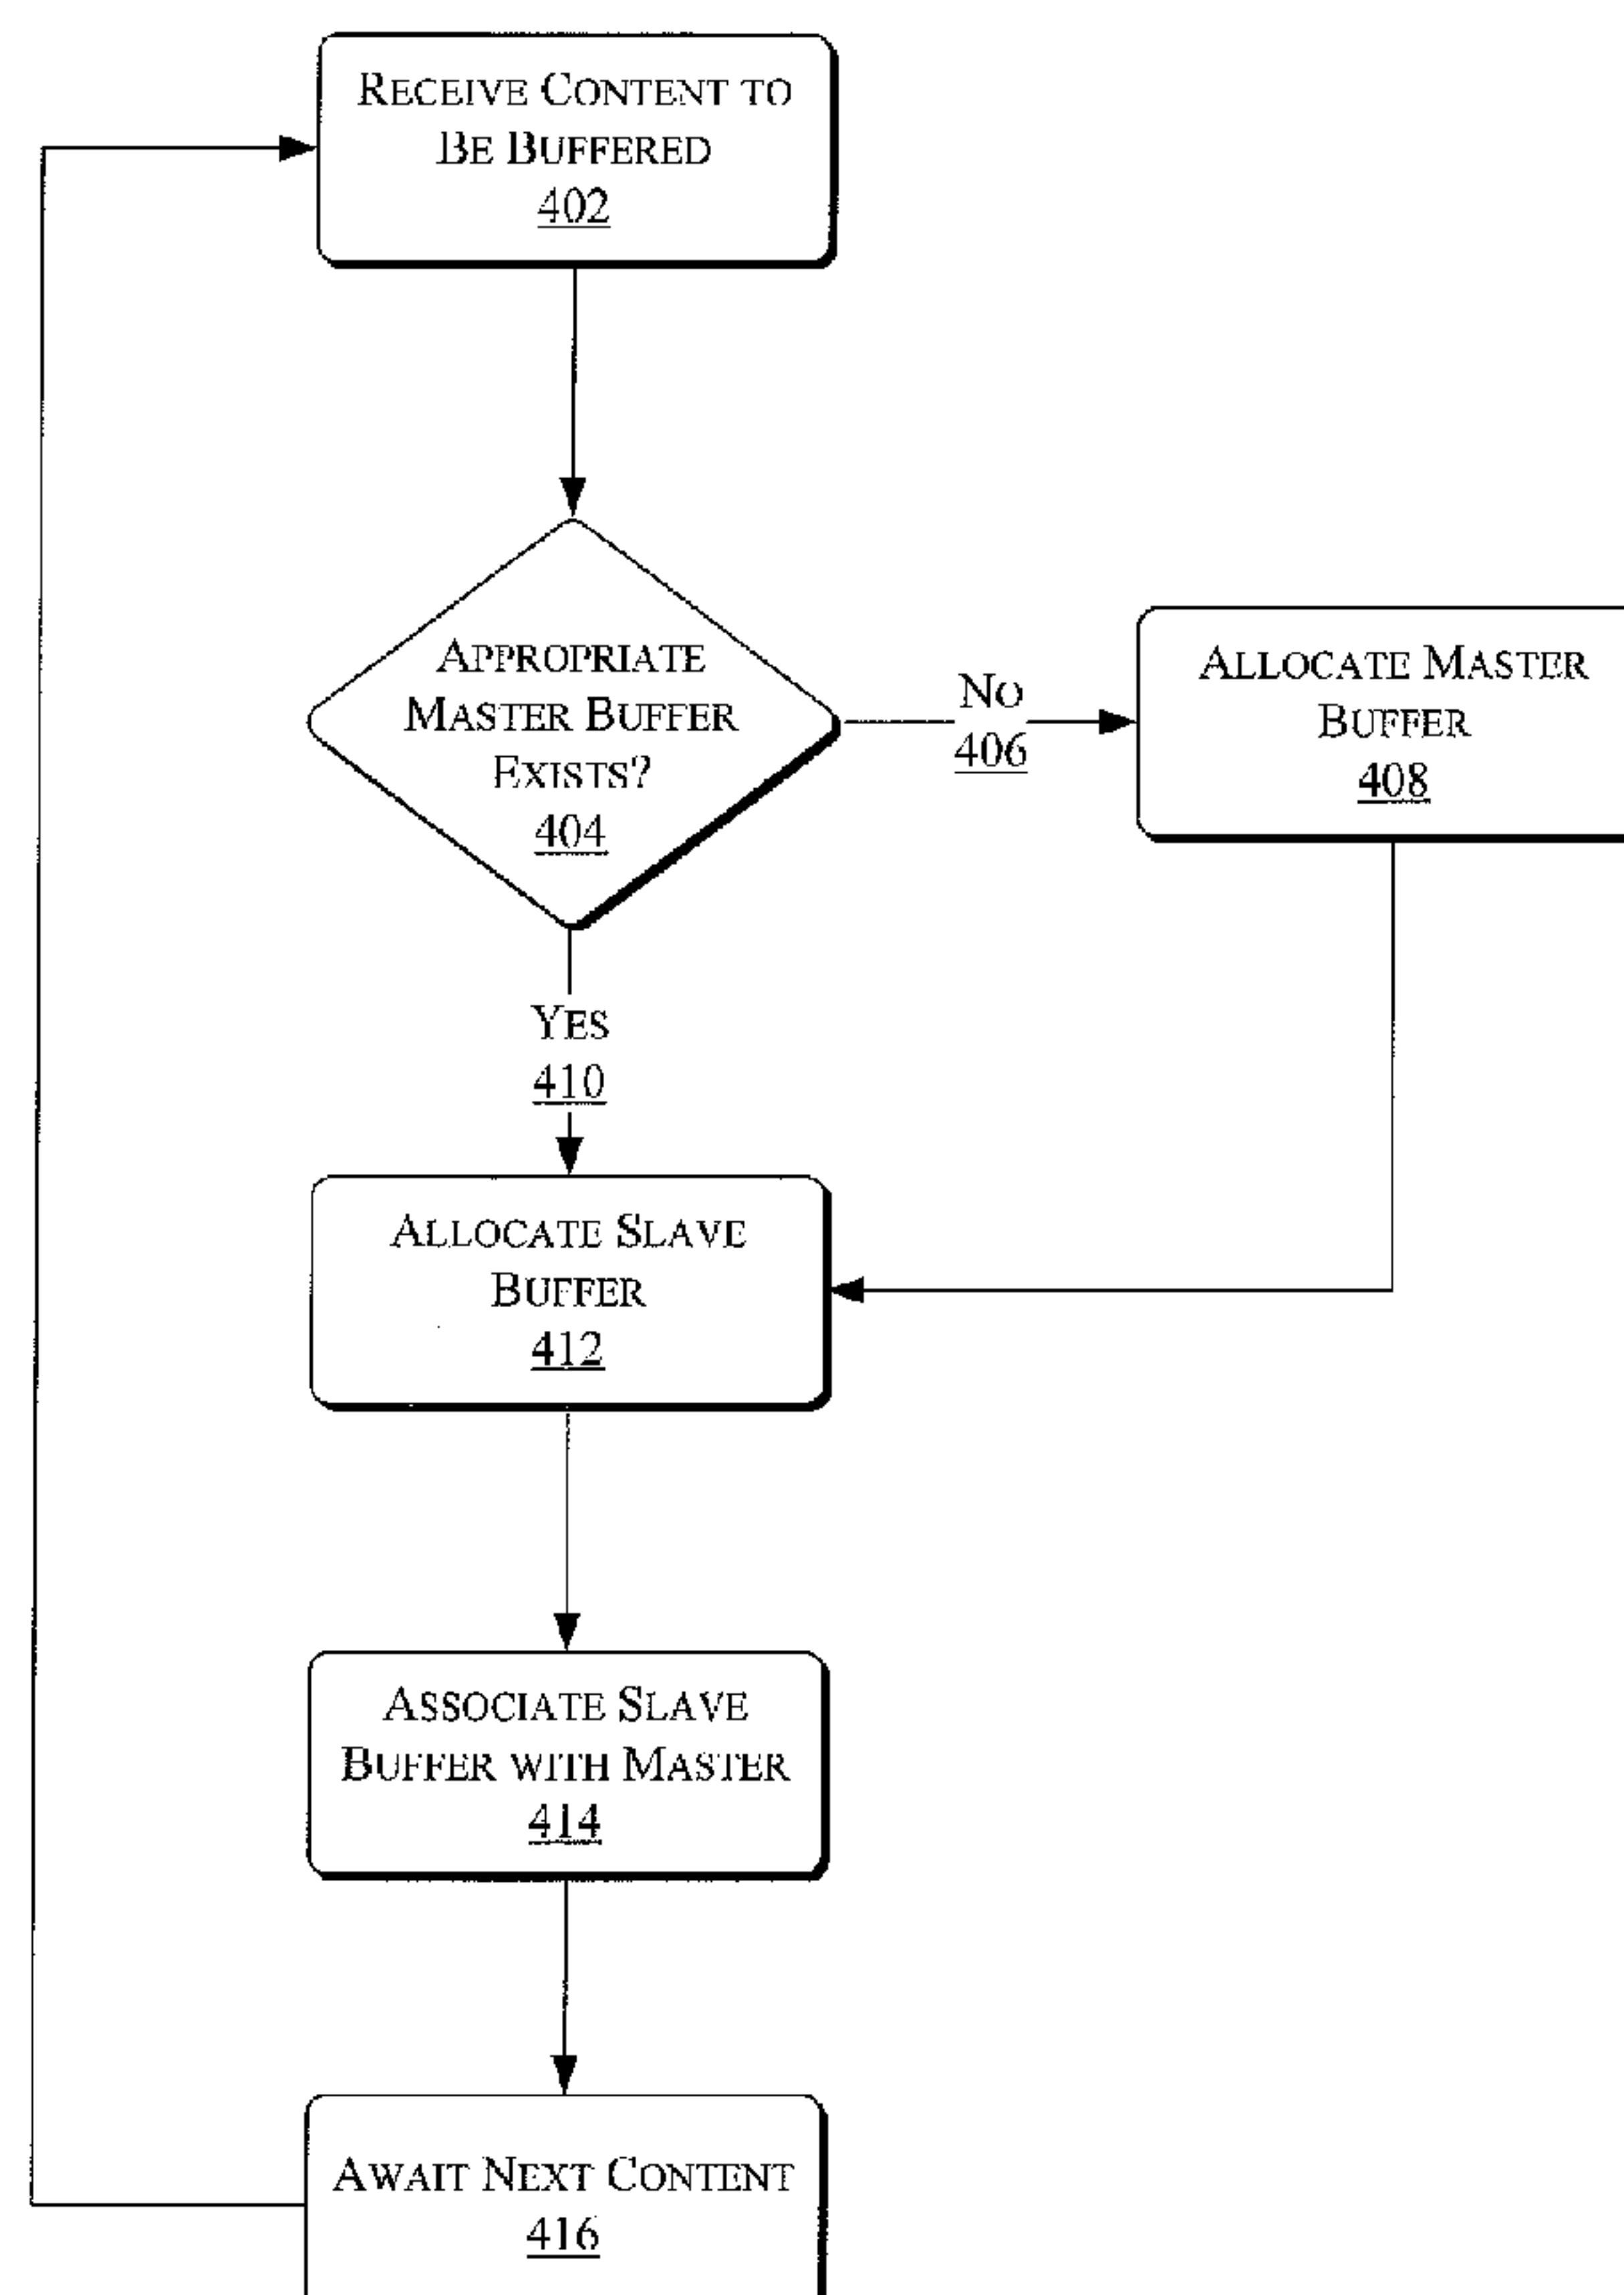 RECEIVE CONTENT TO
BE BUFFERED
402
APPROPRIATE
MASTER BUFFER
EXISTS?
404
NO
406
ALLOCATE MASTER
BUFFER
408
YES
410
ALLOCATE SLAVE
BUFFER
412
ASSOCIATE SLAVE
BUFFER WITH MASTER
414
AWAIT NEXT CONTENT
416